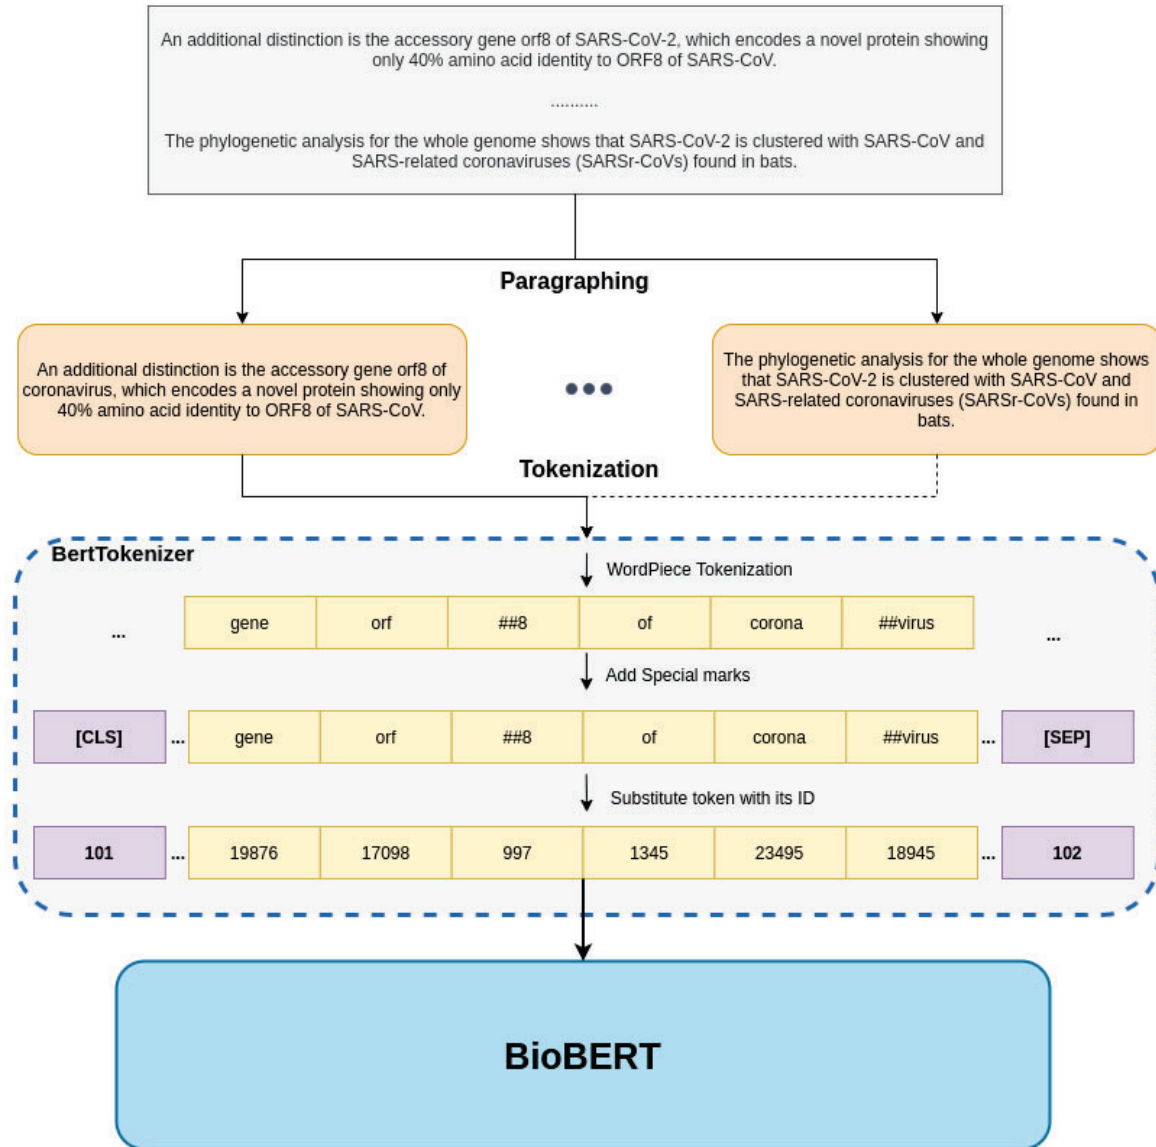 An additional distinction is the accessory gene orf8 of SARS-CoV-2, which encodes a novel protein showing
only 40% amino acid identity to ORF8 of SARS-CoV.
..........
The phylogenetic analysis for the whole genome shows that SARS-CoV-2 is clustered with SARS-CoV and
SARS-related coronaviruses (SARSr-CoVs) found in bats.
Paragraphing
An additional distinction is the accessory gene orf8 of
coronavirus, which encodes a novel protein showing only
40% amino acid identity to ORF8 of SARS-CoV.
The phylogenetic analysis for the whole genome shows
that SARS-CoV-2 is clustered with SARS-CoV and
SARS-related coronaviruses (SARSr-CoVs) found in
bats.
Tokenization
BertTokenizer
WordPiece Tokenization
... gene orf ##8 of corona ##virus ...
Add Special marks
[CLS] ... gene orf ##8 of corona ##virus ... [SEP]
Substitute token with its ID
101 ... 19876 17098 997 1345 23495 18945 ... 102
BioBERT